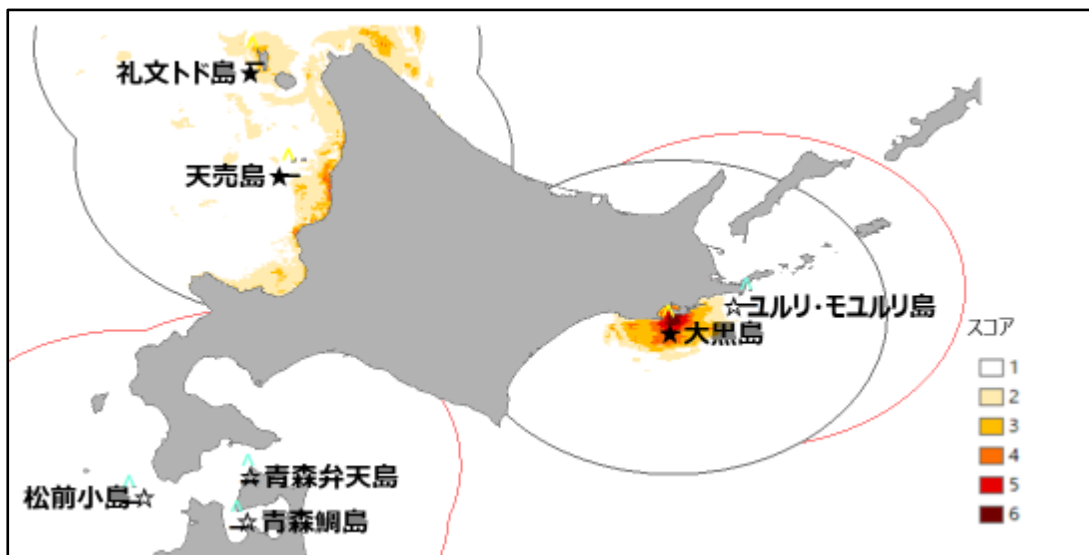 礼文トド島★
天売島★
☆ユルリ・モユルリ島
★大黒島
スコア
1
2
3
4
5
6
☆青森弁天島
松前小島☆
☆青森鯛島